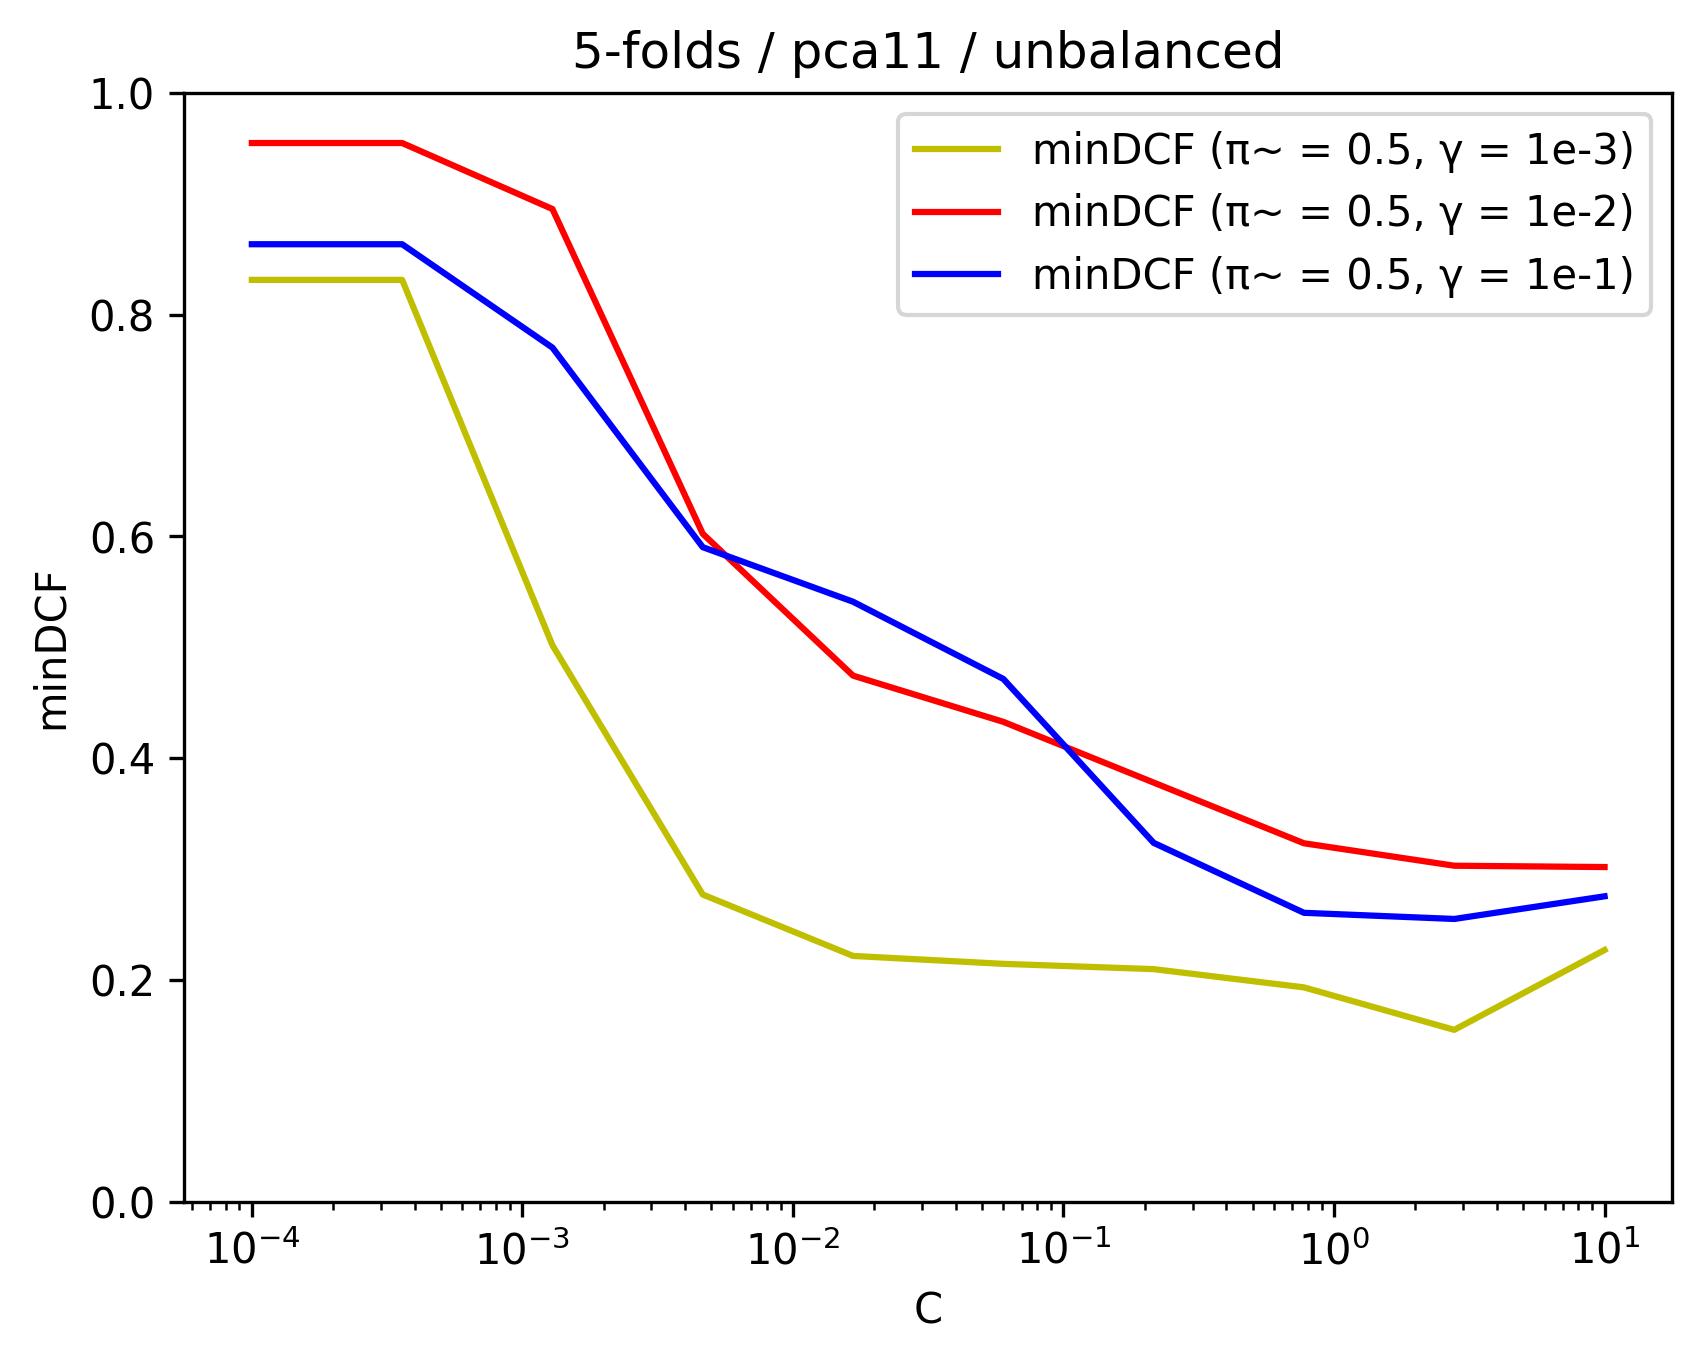 5-folds / pca11 / unbalanced
minDCF (π~ = 0.5, γ = 1e-3)
minDCF (π~ = 0.5, γ = 1e-2)
minDCF (π~ = 0.5, γ = 1e-1)
minDCF
1.0
0.8
0.6
0.4
0.2
0.0
10⁻⁴ 10⁻³ 10⁻² 10⁻¹ 10⁰ 10¹
C